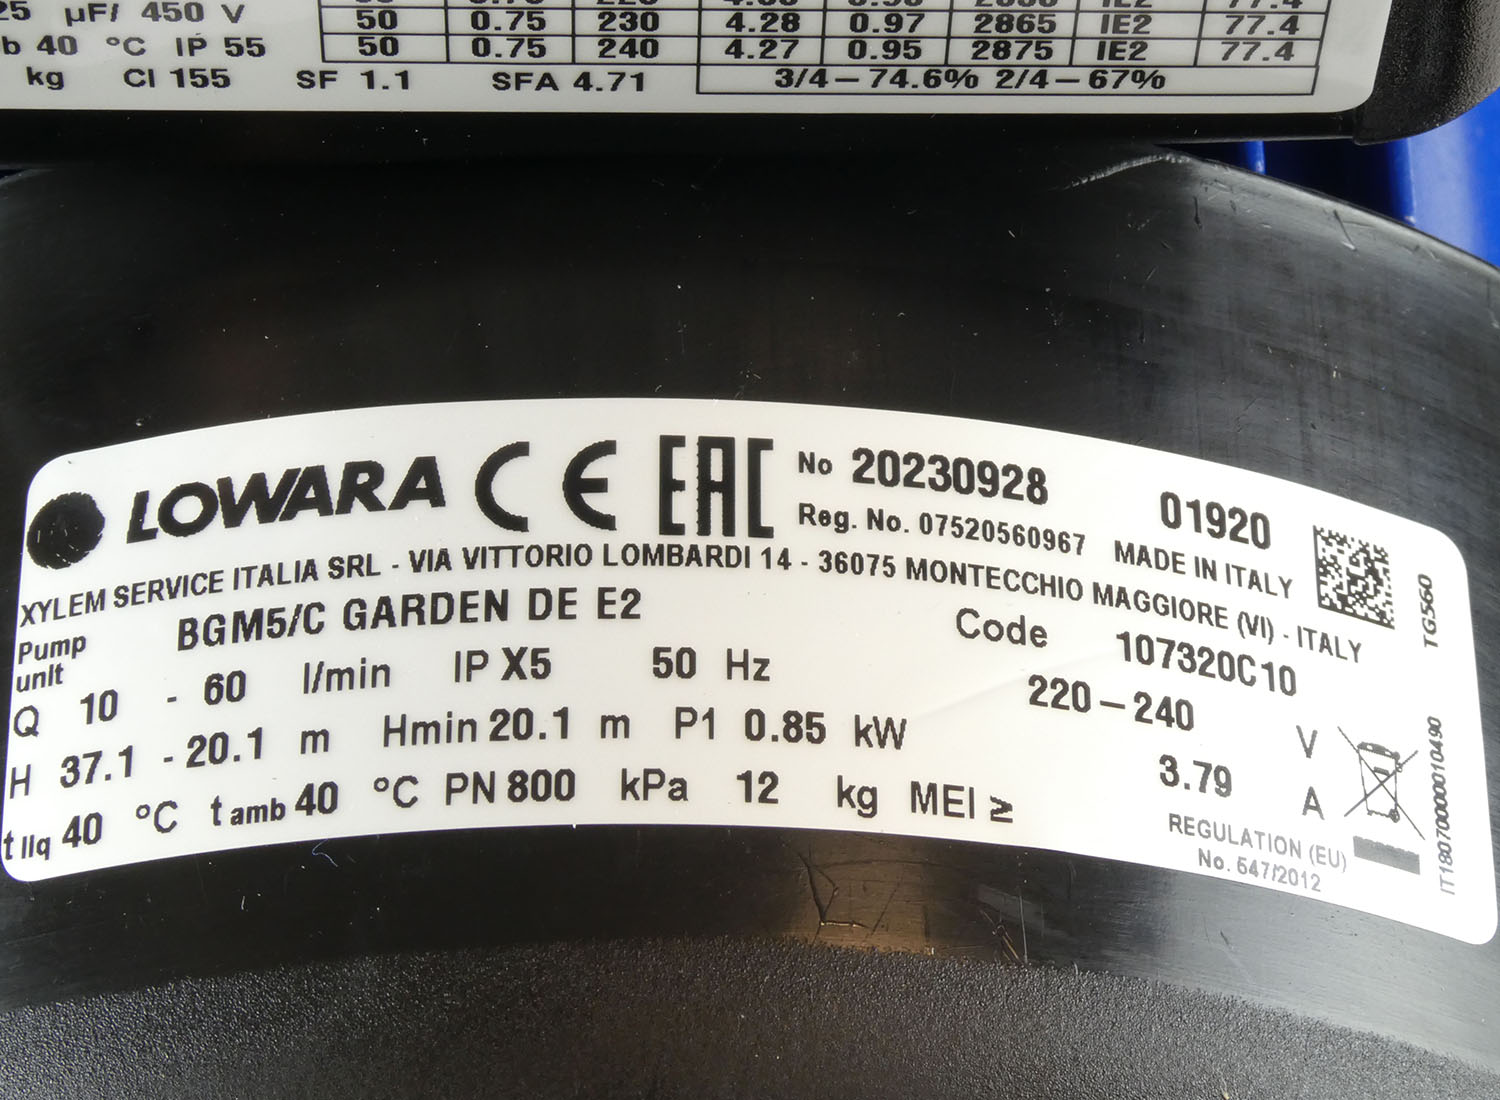 25 µF/ 450 V
50 0.75 230 4.28 0.97 2865 IE2 77.4
b 40 °C IP 55 50 0.75 240 4.27 0.95 2875 IE2 77.4
kg Cl 155 SF 1.1 SFA 4.71 3/4 – 74.6% 2/4 – 67%
LOWARA CE EAC No 20230928 01920
Reg. No. 07520560967 MADE IN ITALY
XYLEM SERVICE ITALIA SRL - VIA VITTORIO LOMBARDI 14 - 36075 MONTECCHIO MAGGIORE (VI) - ITALY
Pump unit BGM5/C GARDEN DE E2 Code 107320C10
Q 10 - 60 l/min IP X5 50 Hz 220 – 240 V
H 37.1 - 20.1 m Hmin 20.1 m P1 0.85 kW 3.79 A
t liq 40 °C t amb 40 °C PN 800 kPa 12 kg MEI ≥
REGULATION (EU)
No. 547/2012
TG560
IT18070000010490